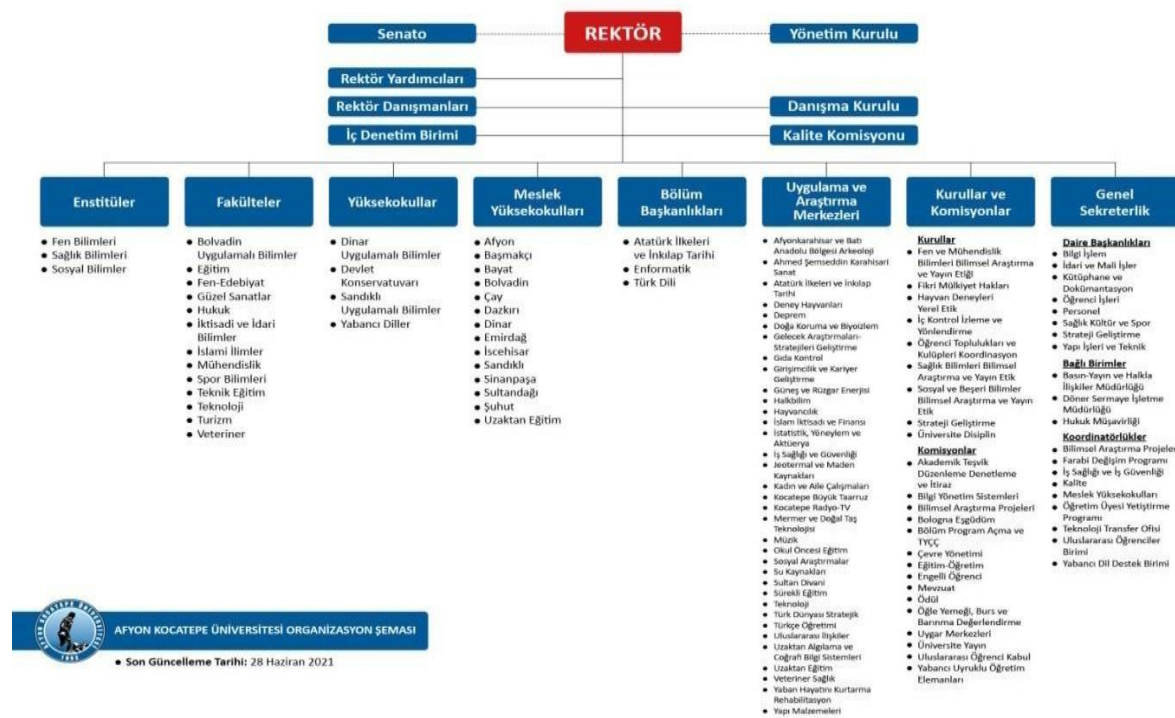 Senato
REKTÖR
Yönetim Kurulu
Rektör Yardımcıları
Rektör Danışmanları
Danışma Kurulu
İç Denetim Birimi
Kalite Komisyonu
Enstitüler
• Fen Bilimleri
• Sağlık Bilimleri
• Sosyal Bilimler
Fakülteler
• Bolvadin
Uygulamalı Bilimler
• Eğitim
• Fen-Edebiyat
• Güzel Sanatlar
• Hukuk
• İktisadi ve İdari
Bilimler
• İslami İlimler
• Mühendislik
• Spor Bilimleri
• Teknik Eğitim
• Teknoloji
• Turizm
• Veteriner
Yüksekokullar
• Dinar
Uygulamalı Bilimler
• Devlet
Konservatuvarı
• Sandıklı
Uygulamalı Bilimler
• Yabancı Diller
Meslek
Yüksekokulları
• Afyon
• Başmakçı
• Bayat
• Bolvadin
• Çay
• Dazkırı
• Dinar
• Emirdağ
• İscehisar
• Sandıklı
• Sinanpaşa
• Sultandağı
• Şuhut
• Uzaktan Eğitim
Bölüm
Başkanlıkları
• Atatürk İlkeleri
ve İnkılap Tarihi
• Enformatik
• Türk Dili
Uygulama ve
Araştırma
Merkezleri
• Afyonkarahisar ve Batı
Anadolu Bölgesi Arkeoloji
• Ahmed Şemseddin Karahisari
Sanat
• Atatürk İlkeleri ve İnkılap
Tarihi
• Deney Hayvanları
• Deprem
• Doğa Koruma ve Biyoizlem
• Gelecek Araştırmaları-
Stratejileri Geliştirme
• Gıda Kontrol
• Girişimcilik ve Kariyer
Geliştirme
• Güneş ve Rüzgar Enerjisi
• Halkbilim
• Hayvancılık
• İslam İktisadı ve Finansı
• İstatistik, Yöneylem ve
Aktüerya
• İş Sağlığı ve Güvenliği
• Jeotermal ve Maden
Kaynakları
• Kadın ve Aile Çalışmaları
• Kocatepe Büyük Taarruz
• Kocatepe Radyo-TV
• Mermer ve Doğal Taş
Teknolojisi
• Müzik
• Okul Öncesi Eğitim
• Sosyal Araştırmalar
• Su Kaynakları
• Sultan Divani
• Sürekli Eğitim
• Teknoloji
• Türk Dünyası Stratejik
• Türkçe Öğretimi
• Uluslararası İlişkiler
• Uzaktan Algılama ve
Coğrafi Bilgi Sistemleri
• Uzaktan Eğitim
• Veteriner Sağlık
• Yaban Hayatını Kurtarma
Rehabilitasyon
• Yapı Malzemeleri
Kurullar ve
Komisyonlar
Kurullar
• Fen ve Mühendislik
Bilimleri Bilimsel Araştırma
ve Yayın Etiği
• Fikri Mülkiyet Hakları
• Hayvan Deneyleri
Yerel Etik
• İç Kontrol İzleme ve
Yönlendirme
• Öğrenci Toplulukları ve
Kulüpleri Koordinasyon
• Sağlık Bilimleri Bilimsel
Araştırma ve Yayın Etik
• Sosyal ve Beşeri Bilimler
Bilimsel Araştırma ve Yayın
Etik
• Strateji Geliştirme
• Üniversite Disiplin
Komisyonlar
• Akademik Teşvik
Düzenleme Denetleme
ve İtiraz
• Bilgi Yönetim Sistemleri
• Bilimsel Araştırma Projeleri
• Bologna Eşgüdüm
• Bölüm Program Açma ve
TYÇÇ
• Çevre Yönetimi
• Eğitim-Öğretim
• Engelli Öğrenci
• Mevzuat
• Ödül
• Öğle Yemeği, Burs ve
Barınma Değerlendirme
• Uygar Merkezleri
• Üniversite Yayın
• Uluslararası Öğrenci Kabul
• Yabancı Uyruklu Öğretim
Elemanları
Genel
Sekreterlik
Daire Başkanlıkları
• Bilgi İşlem
• İdari ve Mali İşler
• Kütüphane ve
Dokümantasyon
• Öğrenci İşleri
• Personel
• Sağlık Kültür ve Spor
• Strateji Geliştirme
• Yapı İşleri ve Teknik
Bağlı Birimler
• Basın-Yayın ve Halkla
İlişkiler Müdürlüğü
• Döner Sermaye İşletme
Müdürlüğü
• Hukuk Müşavirliği
Koordinatörlükler
• Bilimsel Araştırma Projeler
• Farabi Değişim Programı
• İş Sağlığı ve İş Güvenliği
• Kalite
• Meslek Yüksekokulları
• Öğretim Üyesi Yetiştirme
Programı
• Teknoloji Transfer Ofisi
• Uluslararası Öğrenciler
Birimi
• Yabancı Dil Destek Birimi
AFYON KOCATEPE ÜNİVERSİTESİ
1992
AFYON KOCATEPE ÜNİVERSİTESİ ORGANİZASYON ŞEMASI
• Son Güncelleme Tarihi: 28 Haziran 2021